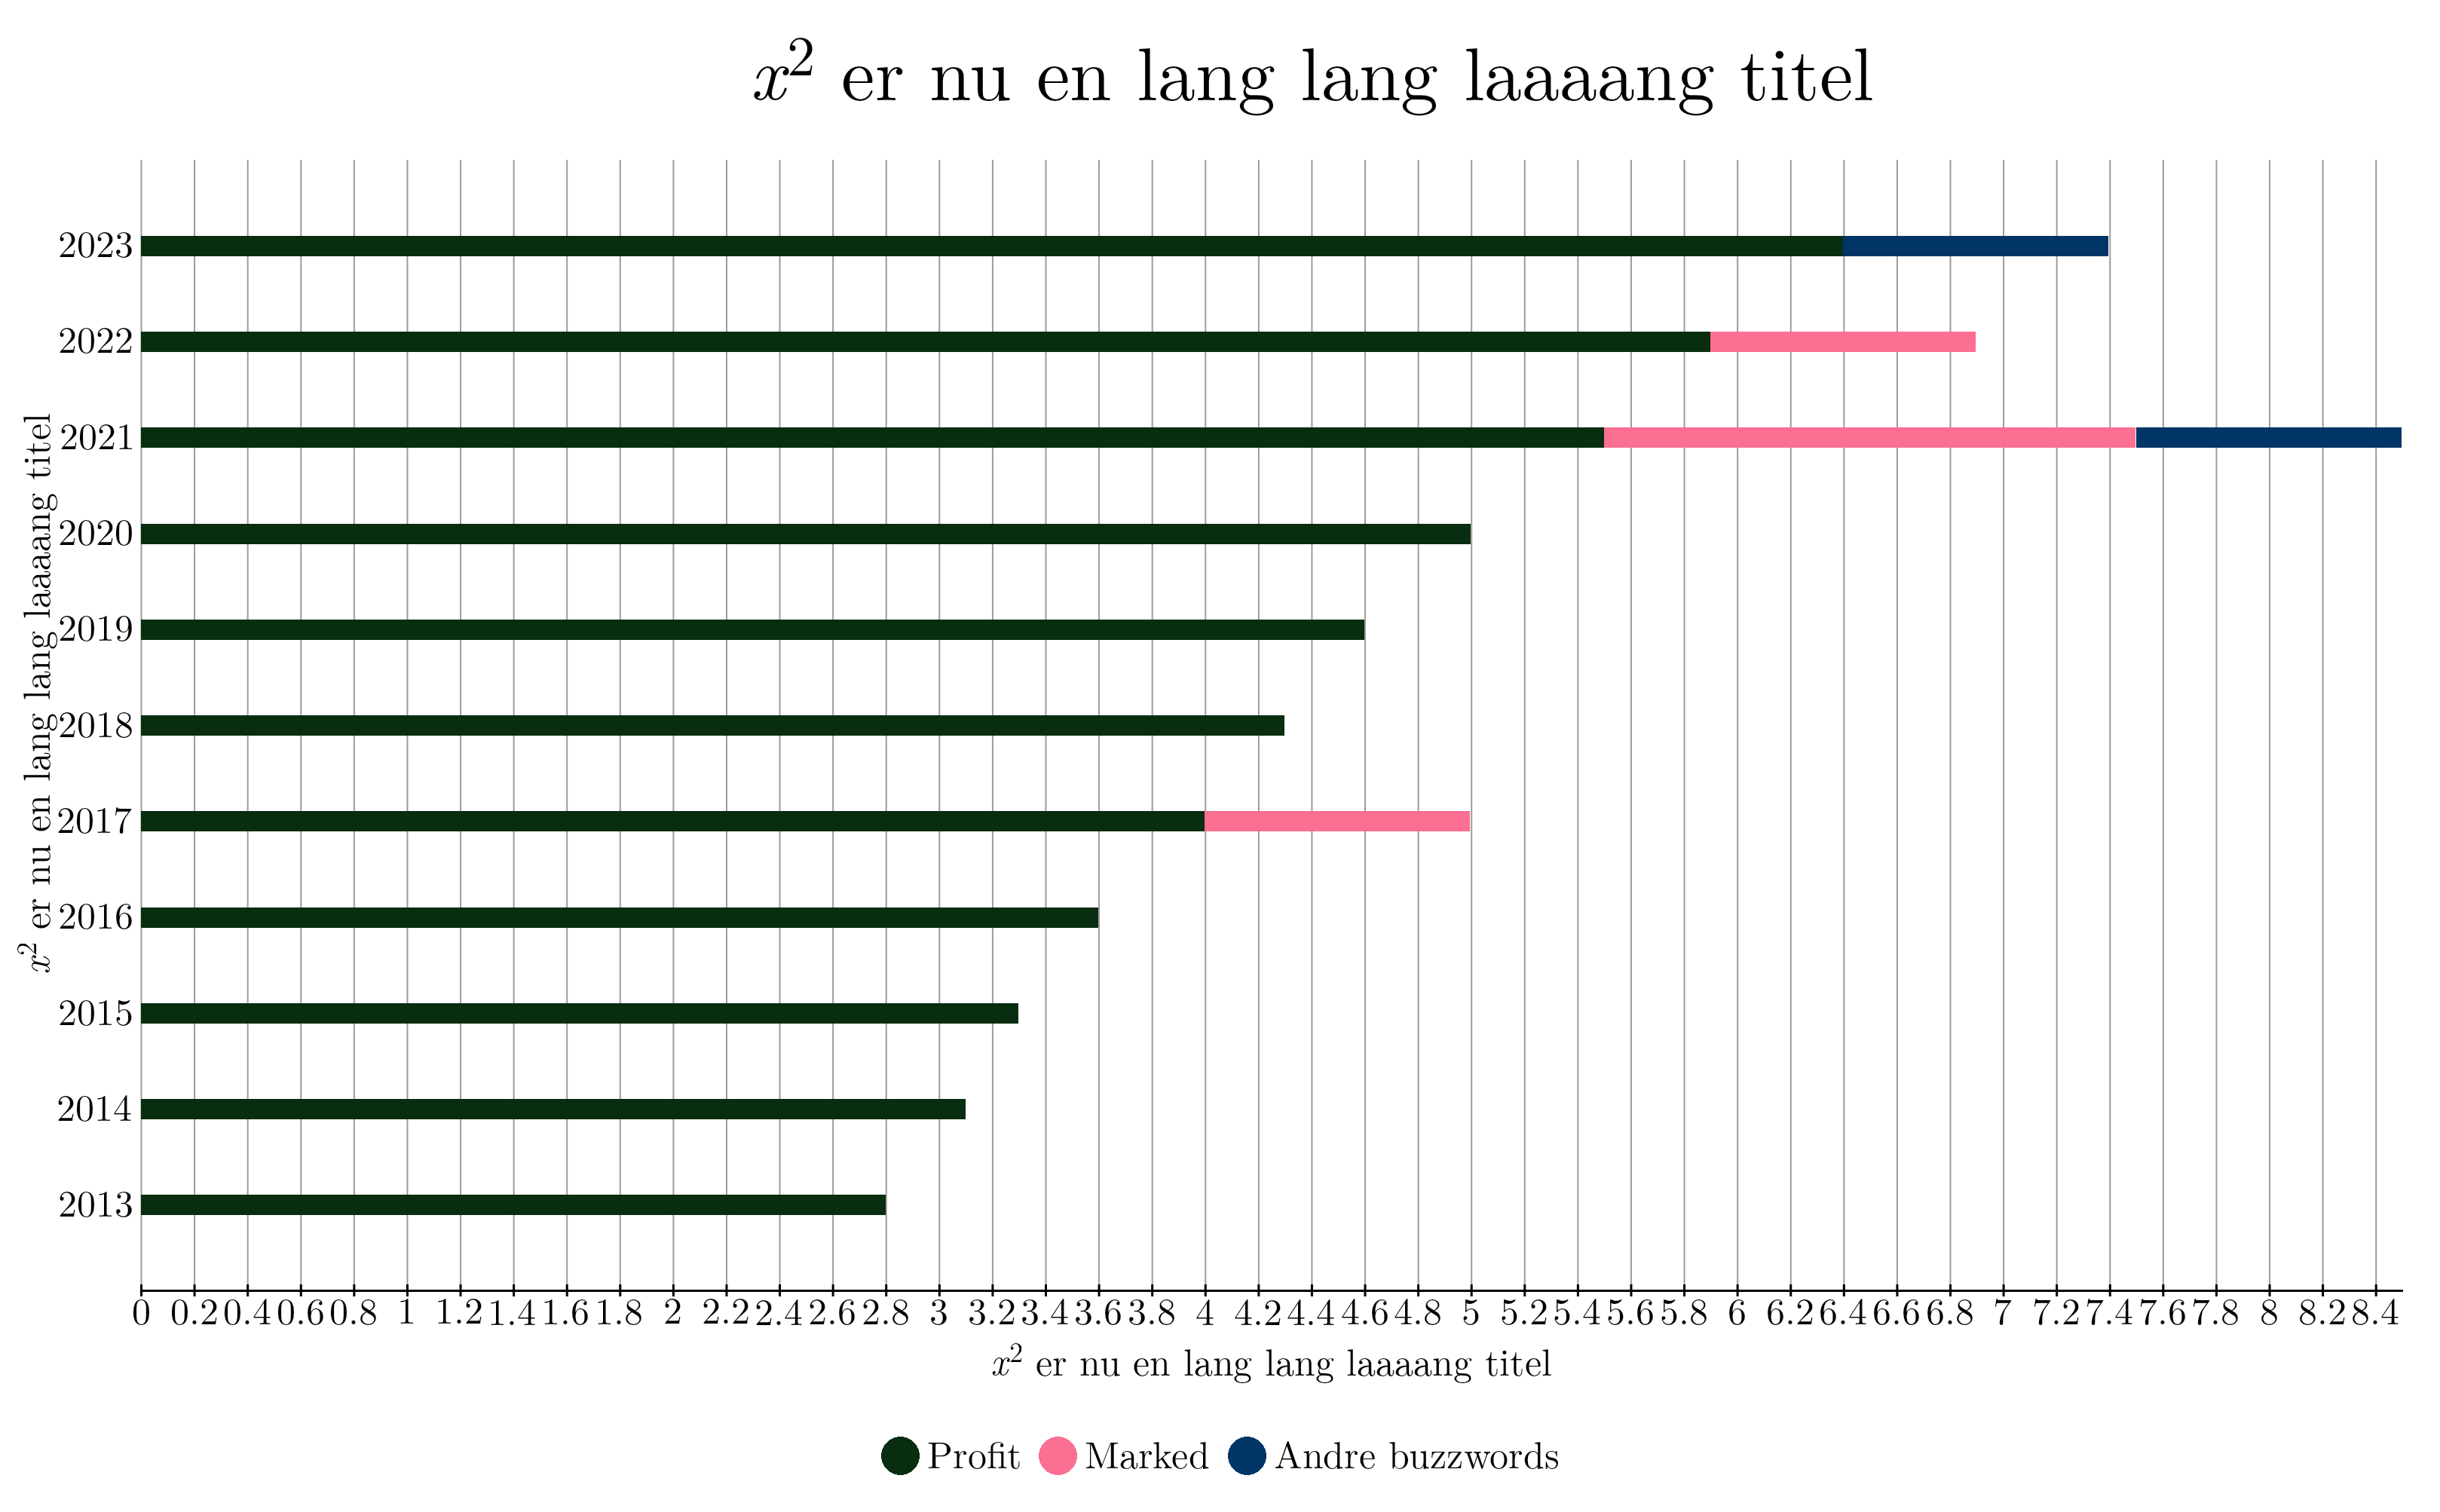 x² er nu en lang lang laaaang titel
x² er nu en lang lang laaaang titel
2023
2022
2021
2020
2019
2018
2017
2016
2015
2014
2013
0 0.2 0.4 0.6 0.8 1 1.2 1.4 1.6 1.8 2 2.2 2.4 2.6 2.8 3 3.2 3.4 3.6 3.8 4 4.2 4.4 4.6 4.8 5 5.2 5.4 5.6 5.8 6 6.2 6.4 6.6 6.8 7 7.2 7.4 7.6 7.8 8 8.2 8.4
x² er nu en lang lang laaaang titel
Profit Marked Andre buzzwords